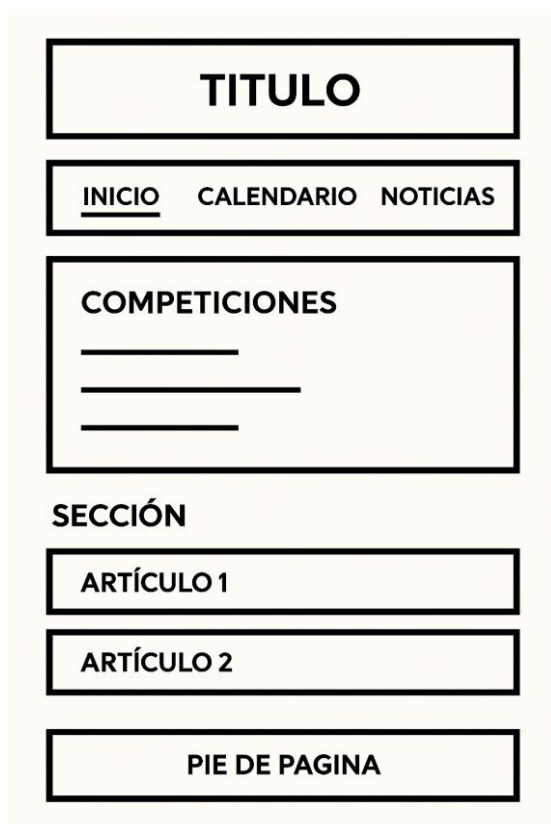 TITULO
INICIO CALENDARIO NOTICIAS
COMPETICIONES
SECCIÓN
ARTÍCULO 1
ARTÍCULO 2
PIE DE PAGINA